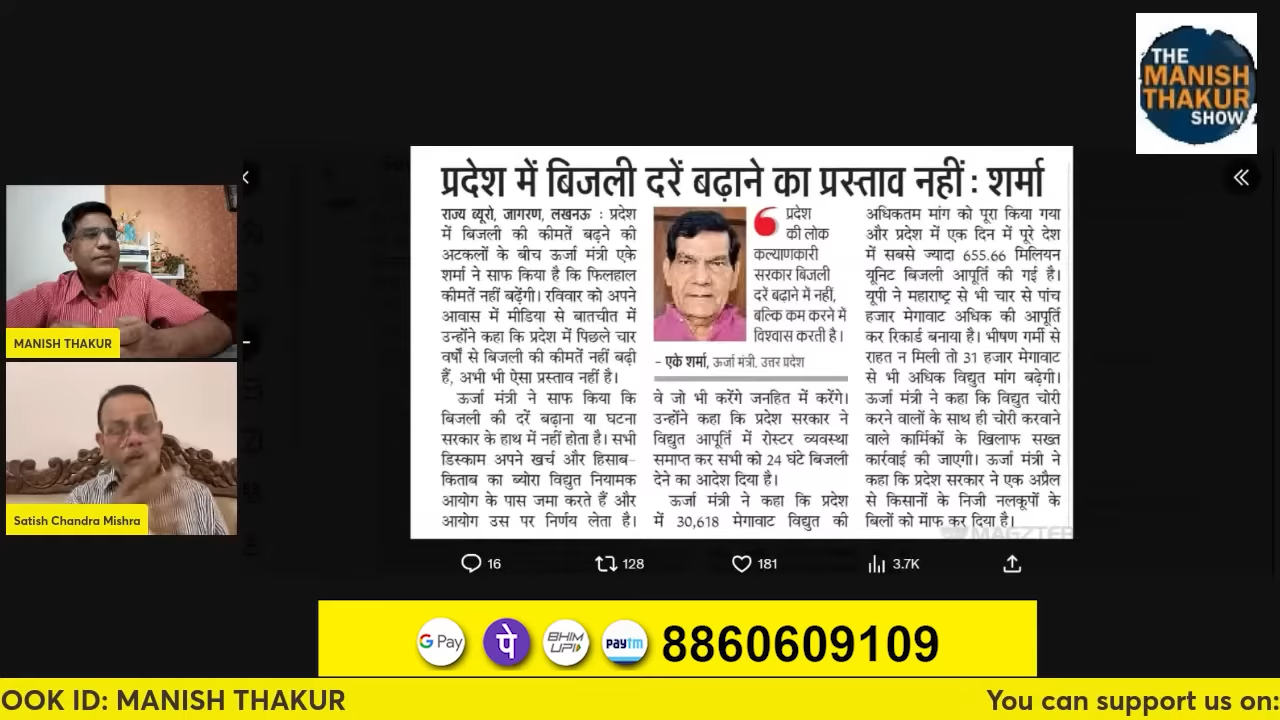 THE
MANISH
THAKUR
SHOW
प्रदेश में बिजली दरें बढ़ाने का प्रस्ताव नहीं : शर्मा
राज्य ब्यूरो, जागरण, लखनऊ : प्रदेश
में बिजली की कीमतें बढ़ने की
अटकलों के बीच ऊर्जा मंत्री एके
शर्मा ने साफ किया है कि फिलहाल
कीमतें नहीं बढ़ेंगी। रविवार को अपने
आवास में मीडिया से बातचीत में
उन्होंने कहा कि प्रदेश में पिछले चार
वर्षों से बिजली की कीमतें नहीं बढ़ी
हैं, अभी भी ऐसा प्रस्ताव नहीं है।
ऊर्जा मंत्री ने साफ किया कि
बिजली की दरें बढ़ाना या घटना
सरकार के हाथ में नहीं होता है। सभी
डिस्काम अपने खर्च और हिसाब-
किताब का ब्योरा विद्युत नियामक
आयोग के पास जमा करते हैं और
आयोग उस पर निर्णय लेता है।
प्रदेश
की लोक
कल्याणकारी
सरकार बिजली
दरें बढाने में नहीं,
बल्कि कम करने में
विश्वास करती है।
- एके शर्मा, ऊर्जा मंत्री, उत्तर प्रदेश
वे जो भी करेंगे जनहित में करेंगे।
उन्होंने कहा कि प्रदेश सरकार ने
विद्युत आपूर्ति में रोस्टर व्यवस्था
समाप्त कर सभी को 24 घंटे बिजली
देने का आदेश दिया है।
ऊर्जा मंत्री ने कहा कि प्रदेश
में 30,618 मेगावाट विद्युत की
अधिकतम मांग को पूरा किया गया
और प्रदेश में एक दिन में पूरे देश
में सबसे ज्यादा 655.66 मिलियन
यूनिट बिजली आपूर्ति की गई है।
यूपी ने महाराष्ट्र से भी चार से पांच
हजार मेगावाट अधिक की आपूर्ति
कर रिकार्ड बनाया है। भीषण गर्मी से
राहत न मिली तो 31 हजार मेगावाट
से भी अधिक विद्युत मांग बढ़ेगी।
ऊर्जा मंत्री ने कहा कि विद्युत चोरी
करने वालों के साथ ही चोरी करवाने
वाले कार्मिकों के खिलाफ सख्त
कार्रवाई की जाएगी। ऊर्जा मंत्री ने
कहा कि प्रदेश सरकार ने एक अप्रैल
से किसानों के निजी नलकूपों के
बिलों को माफ कर दिया है।
MAGZTER
MANISH THAKUR
Satish Chandra Mishra
16 128 181 3.7K
G Pay पे BHIM UPI paytm 8860609109
OOK ID: MANISH THAKUR You can support us on: